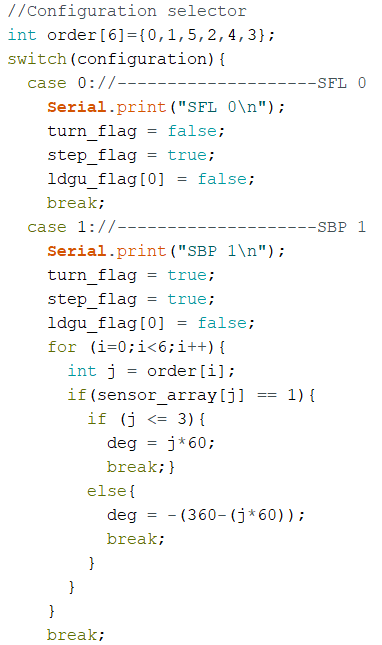 //Configuration selector
int order[6]={0,1,5,2,4,3};
switch(configuration){
  case 0://--------------------SFL 0
    Serial.print("SFL 0\n");
    turn_flag = false;
    step_flag = true;
    ldgu_flag[0] = false;
    break;
  case 1://--------------------SBP 1
    Serial.print("SBP 1\n");
    turn_flag = true;
    step_flag = true;
    ldgu_flag[0] = false;
    for (i=0;i<6;i++){
      int j = order[i];
      if(sensor_array[j] == 1){
        if (j <= 3){
          deg = j*60;
          break;}
        else{
          deg = -(360-(j*60));
          break;
        }
      }
    }
    break;